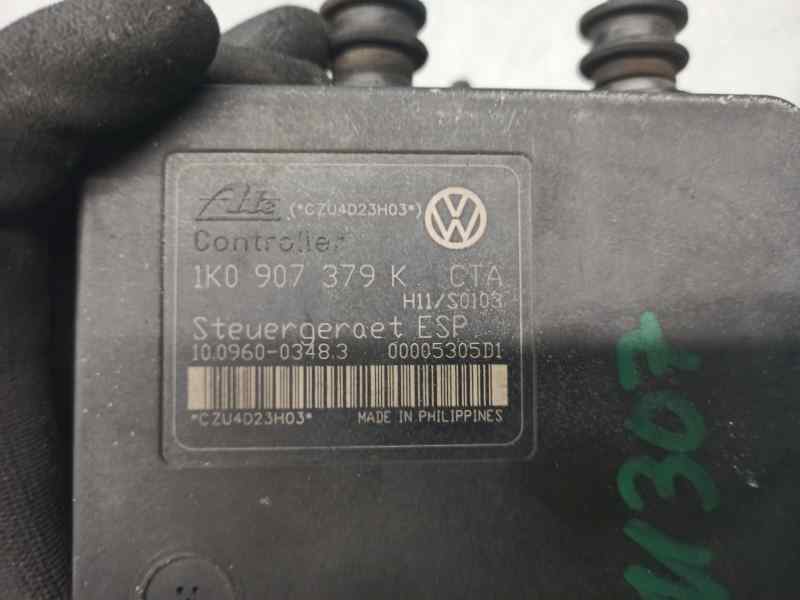 Ate (*CZU4D23H03*)
Controller
1K0 907 379 K CTA
H11/S0103
Steuergeraet ESP
10.0960-0348.3 00005305D1
*CZU4D23H03* MADE IN PHILIPPINES
M307